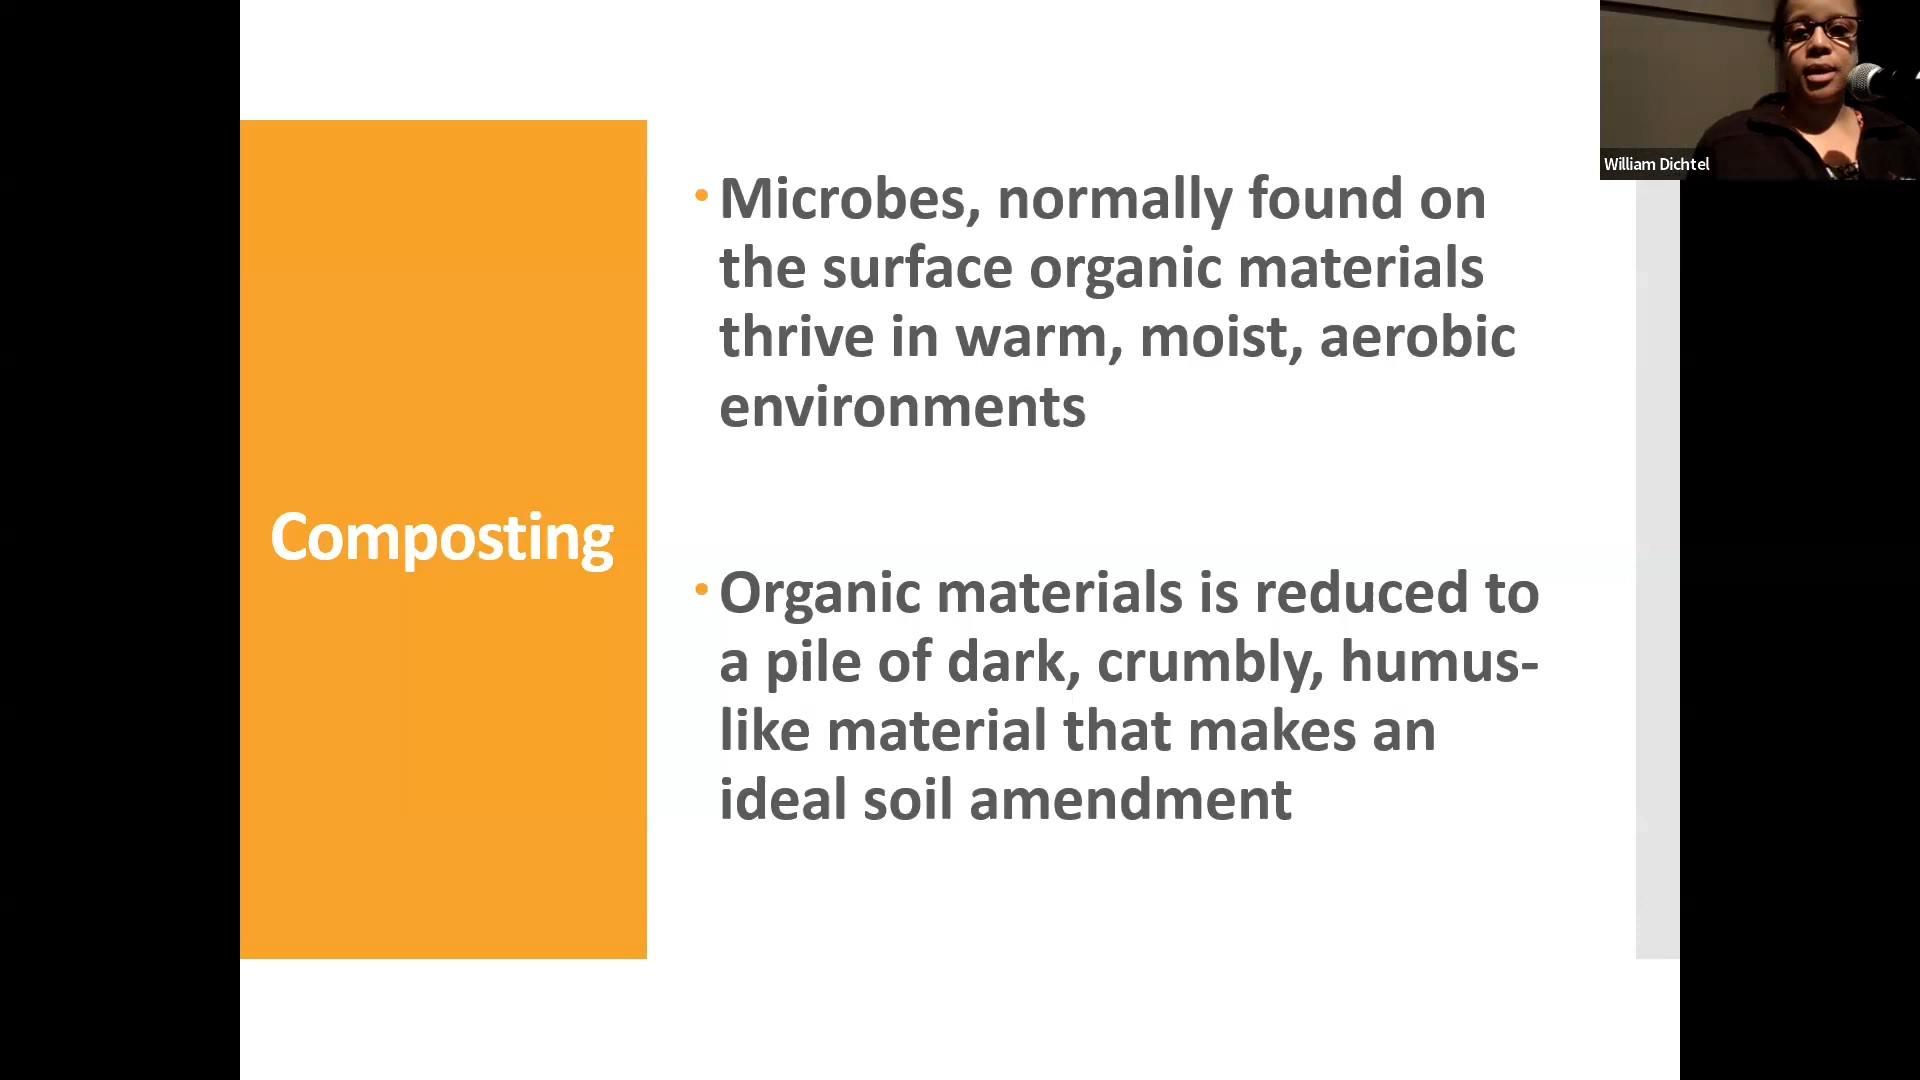 Composting
• Microbes, normally found on
the surface organic materials
thrive in warm, moist, aerobic
environments
• Organic materials is reduced to
a pile of dark, crumbly, humus-
like material that makes an
ideal soil amendment
William Dichtel